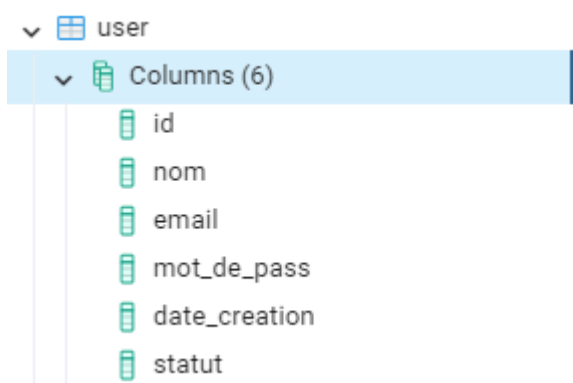 user
Columns (6)
id
nom
email
mot_de_pass
date_creation
statut